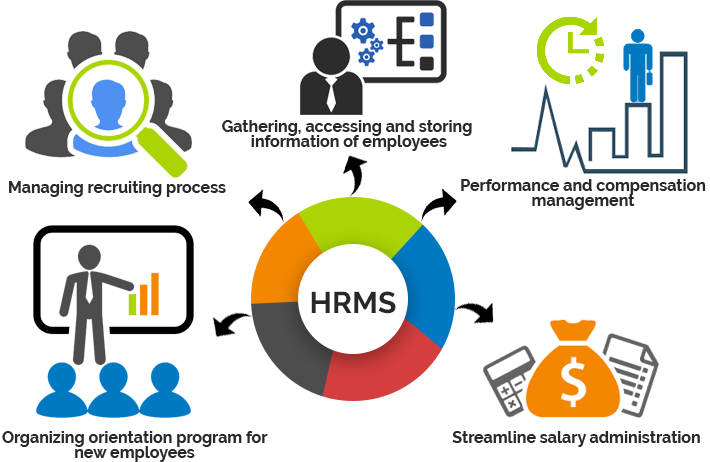 Gathering, accessing and storing
information of employees
Managing recruiting process
Performance and compensation
management
HRMS
$
Organizing orientation program for
new employees
Streamline salary administration